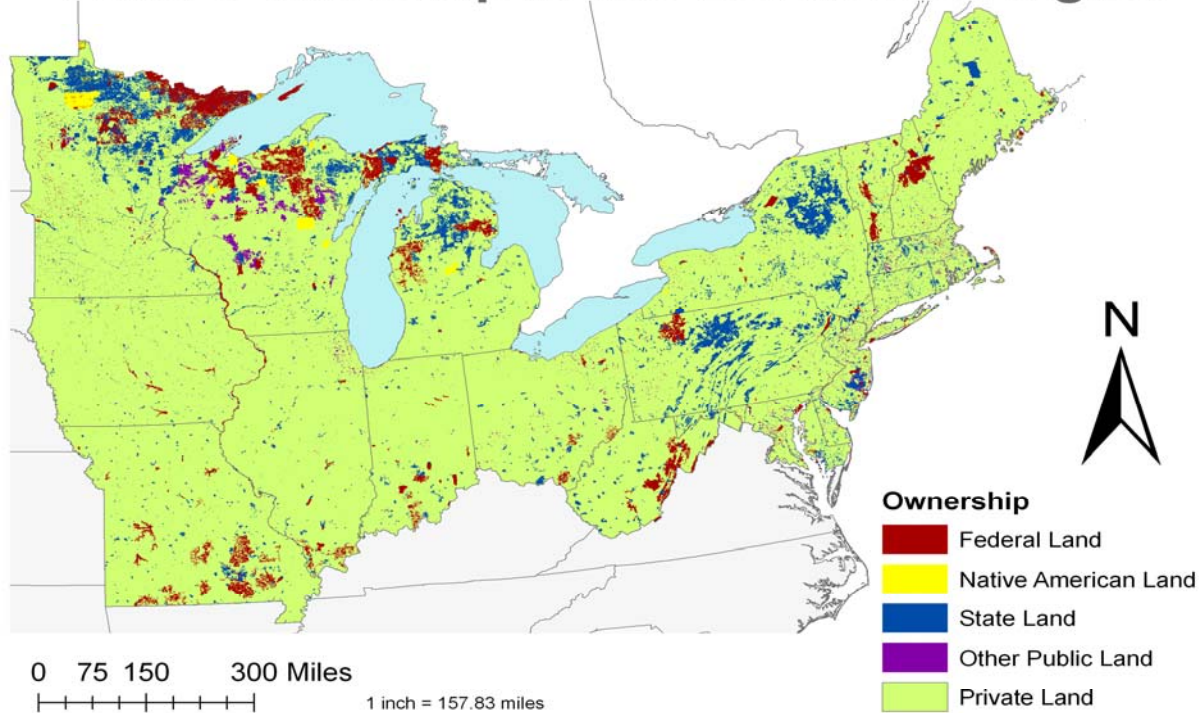 N
Ownership
Federal Land
Native American Land
State Land
Other Public Land
Private Land
0 75 150 300 Miles
1 inch = 157.83 miles